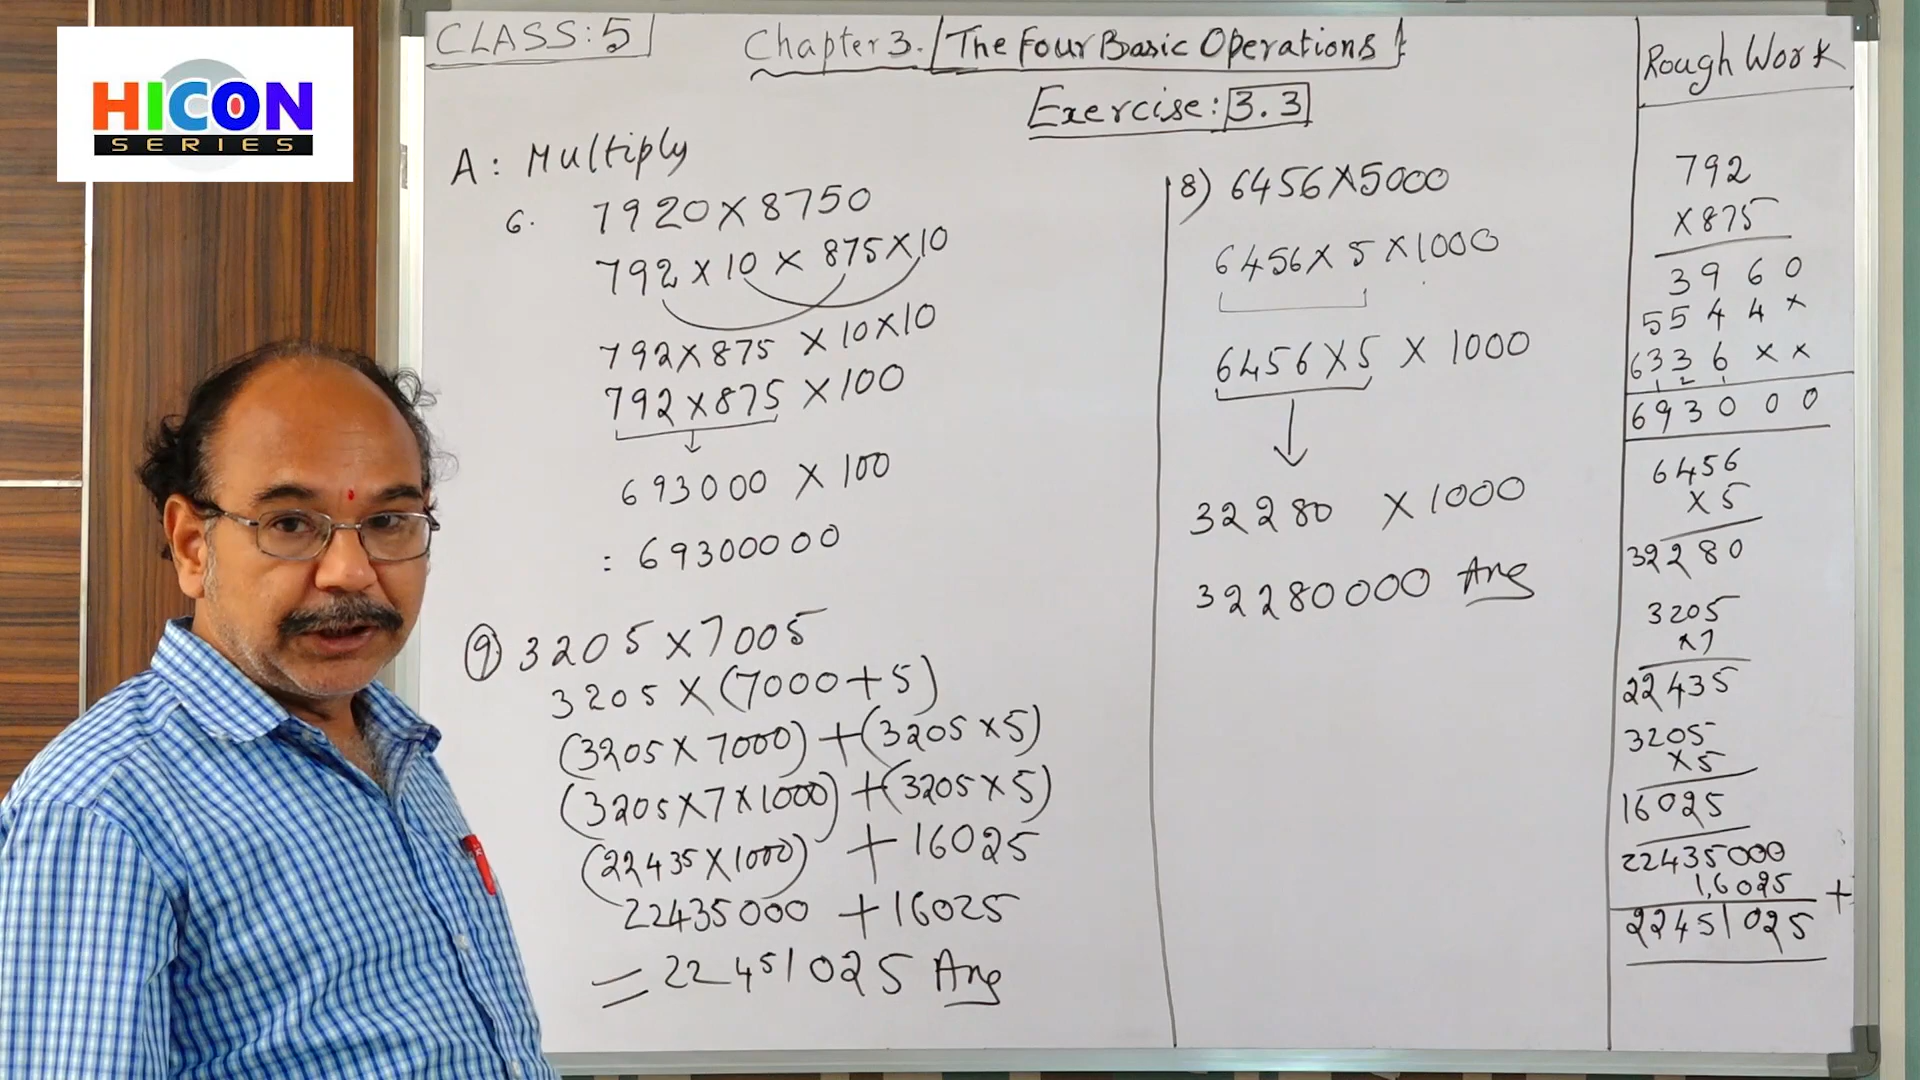 HICON
SERIES
CLASS: 5
Chapter 3. The Four Basic Operations
Exercise: 3.3
A: Multiply
6. 7920 X 8750
792 X 10 X 875 X 10
792 X 875 X 10 X 10
792 X 875 X 100
693000 X 100
: 69300000
9 3205 X 7005
3205 X (7000+5)
(3205 X 7000) + (3205 X 5)
(3205 X 7 X 1000) + (3205 X 5)
(22435 X 1000) + 16025
22435000 + 16025
= 22451025 Ans
8) 6456 X 5000
6456 X 5 X 1000
6456 X 5 X 1000
32280 X 1000
32280000 Ans
Rough Work
792
X 875
3960
5544 X
6336 X X
1 2 1
693000
6456
X 5
32280
3205
X 7
22435
3205
X 5
16025
22435000
16025 +
22451025